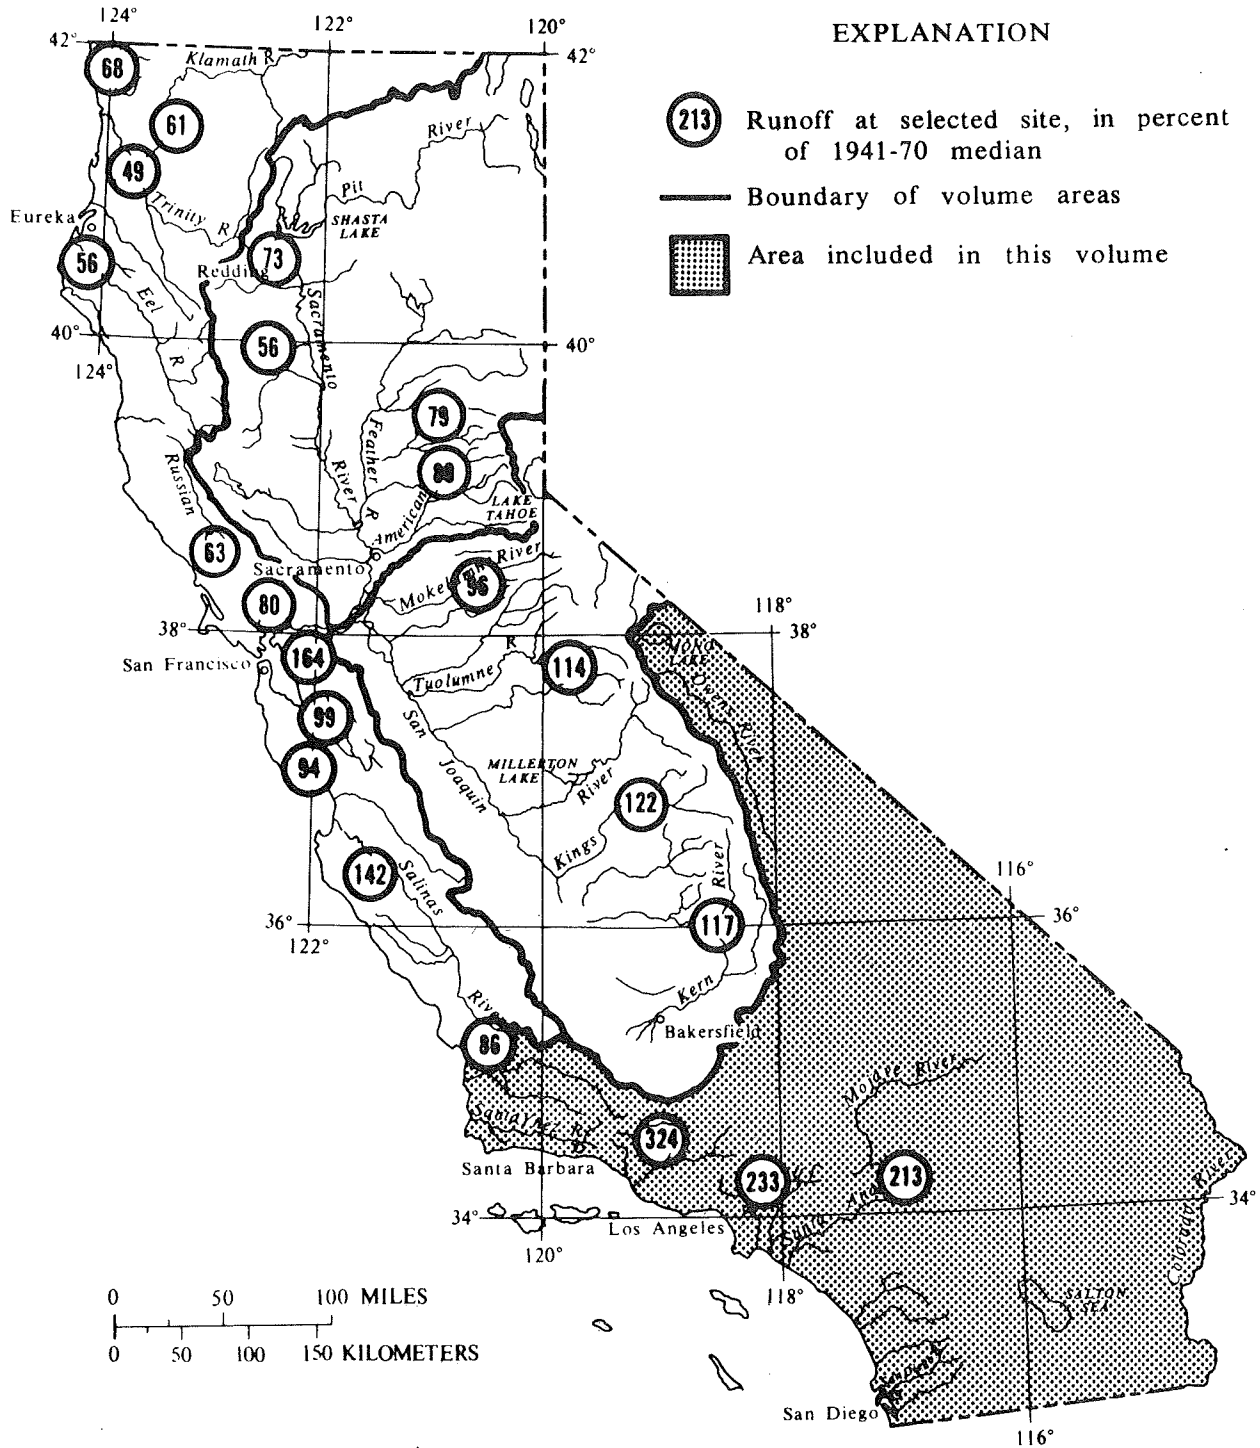 124°
122°
120°
EXPLANATION
42°
42°
Klamath R
68
213
Runoff at selected site, in percent
of 1941-70 median
61
River
49
Pit
Boundary of volume areas
Trinity R
SHASTA
LAKE
Eureka
73
Area included in this volume
56
Redding
Eel
R
Sacramento
River
40°
56
40°
124°
79
Feather
R
Russian
American
LAKE
TAHOE
63
Sacramento
Mokelumne River
80
118°
38°
38°
San Francisco
164
R
114
MONO
LAKE
Tuolumne
Owens River
99
San
Joaquin
94
MILLERTON
LAKE
River
122
Kings
142
Salinas
River
River
117
116°
36°
36°
122°
Kern
Bakersfield
86
Mojave River
Santa Ynez R
324
Santa Barbara
233
213
Colorado River
34°
34°
Santa Ana
Los Angeles
120°
118°
SALTON
SEA
0 50 100 MILES
0 50 100 150 KILOMETERS
San Diego
116°